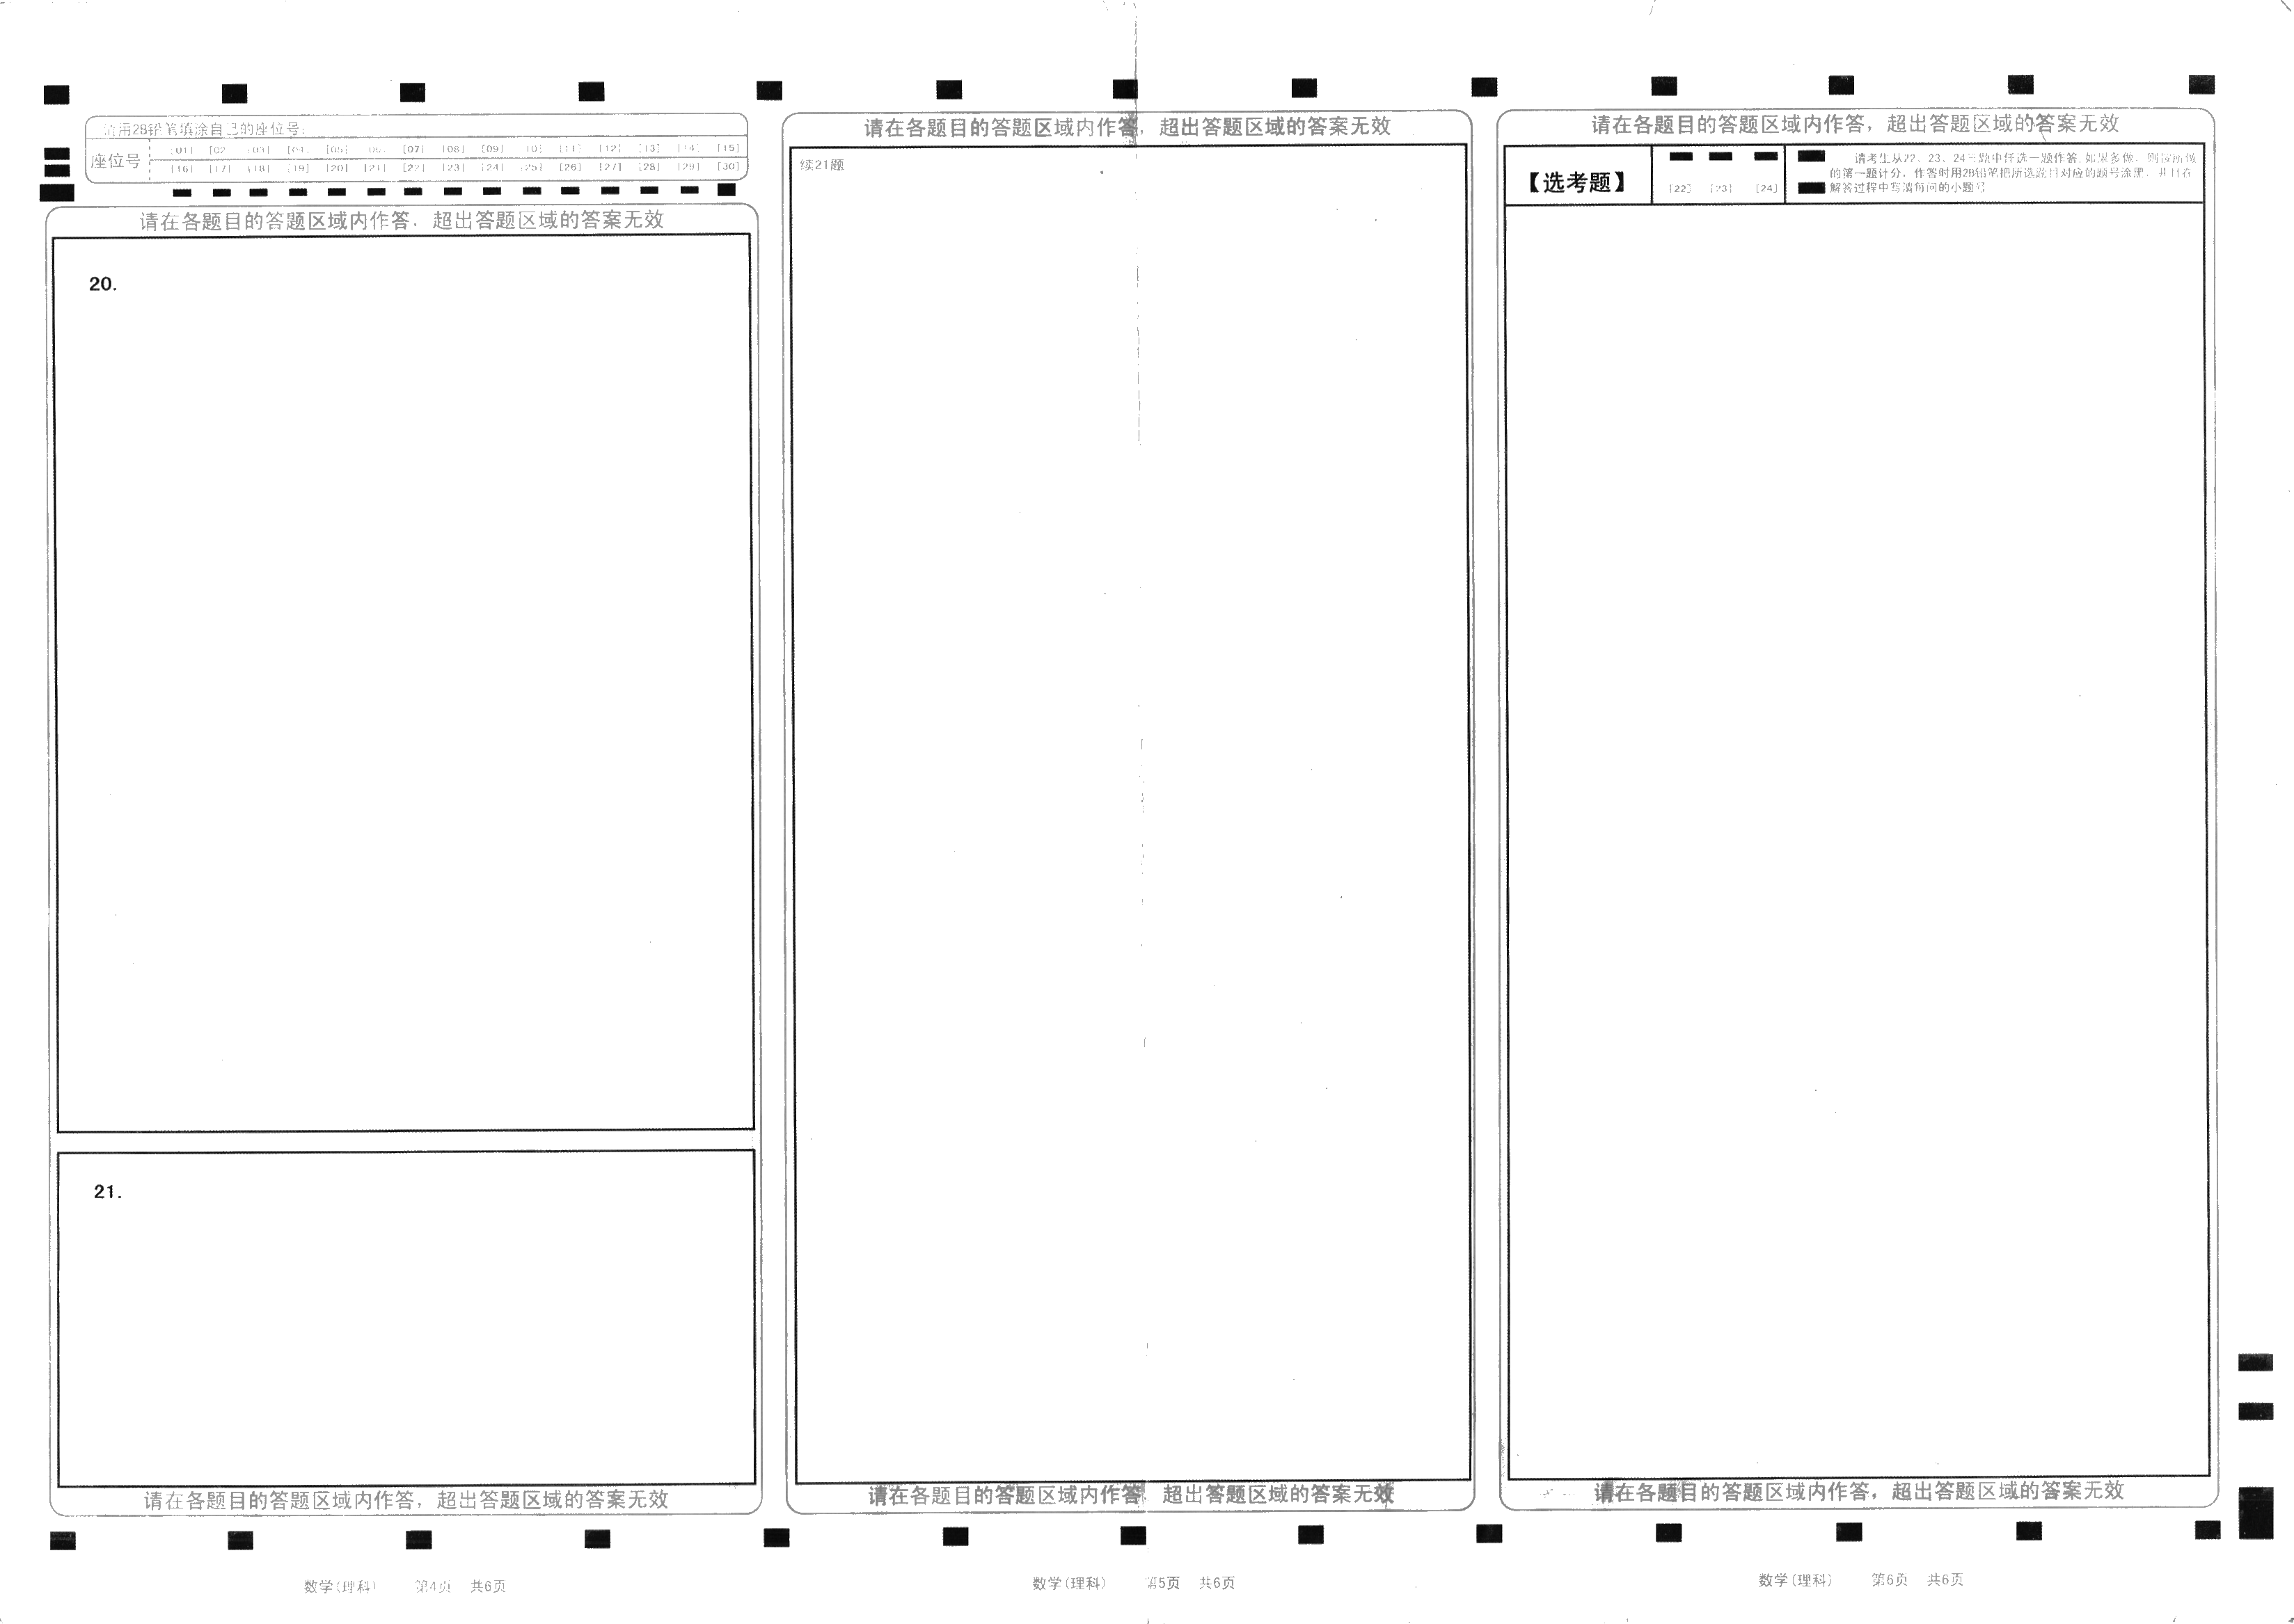 请用2B铅笔填涂自己的座位号:
座位号
[01] [02] [03] [04] [05] [06] [07] [08] [09] [10] [11] [12] [13] [14] [15]
[16] [17] [18] [19] [20] [21] [22] [23] [24] [25] [26] [27] [28] [29] [30]
请在各题目的答题区域内作答，超出答题区域的答案无效
20.
21.
请在各题目的答题区域内作答，超出答题区域的答案无效
数学(理科) 第4页 共6页
请在各题目的答题区域内作答，超出答题区域的答案无效
续21题
请在各题目的答题区域内作答，超出答题区域的答案无效
数学(理科) 第5页 共6页
请在各题目的答题区域内作答，超出答题区域的答案无效
【选考题】
[22] [23] [24]
请考生从22、23、24三题中任选一题作答,如果多做，则按所做
的第一题计分，作答时用2B铅笔把所选题目对应的题号涂黑，并且在
解答过程中写清每问的小题号
请在各题目的答题区域内作答，超出答题区域的答案无效
数学(理科) 第6页 共6页